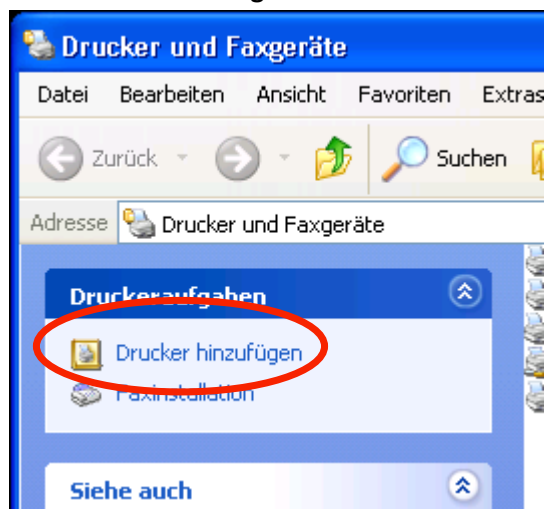 Drucker und Faxgeräte
Datei Bearbeiten Ansicht Favoriten Extras
Zurück Suchen
Adresse Drucker und Faxgeräte
Druckeraufgaben
Drucker hinzufügen
Faxinstallation
Siehe auch